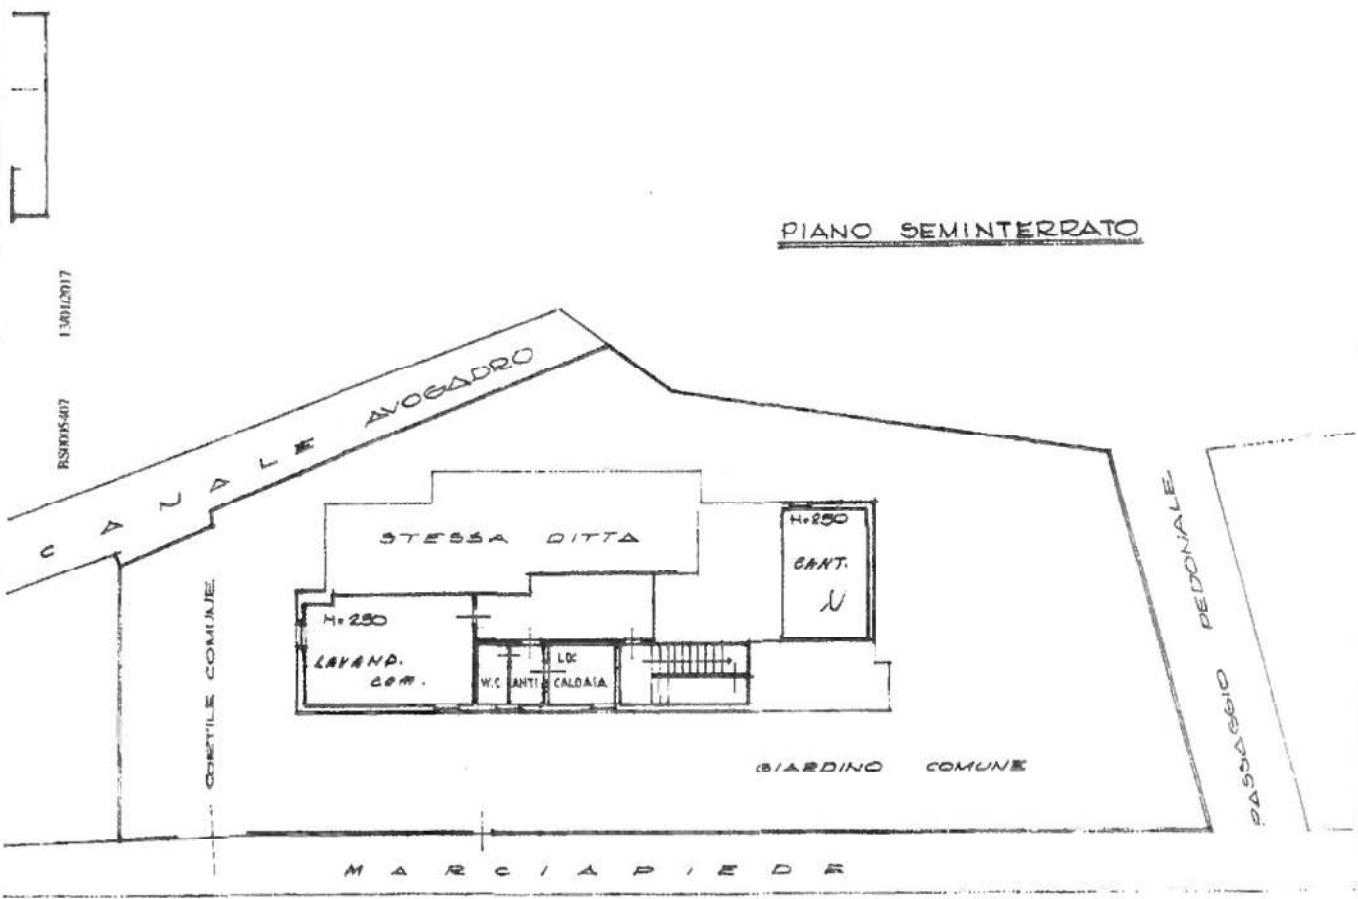 PIANO SEMINTERRATO
13/01/2017
BS0005407
CANALE AVOGADRO
STESSA DITTA
H=250
CANT.
N
H=250
LAVAND.
COM.
W.C
ANTI
LOC
CALDAIA
CORTILE COMUNE
GIARDINO COMUNE
PASSAGGIO PEDONALE
MARCIAPIEDE